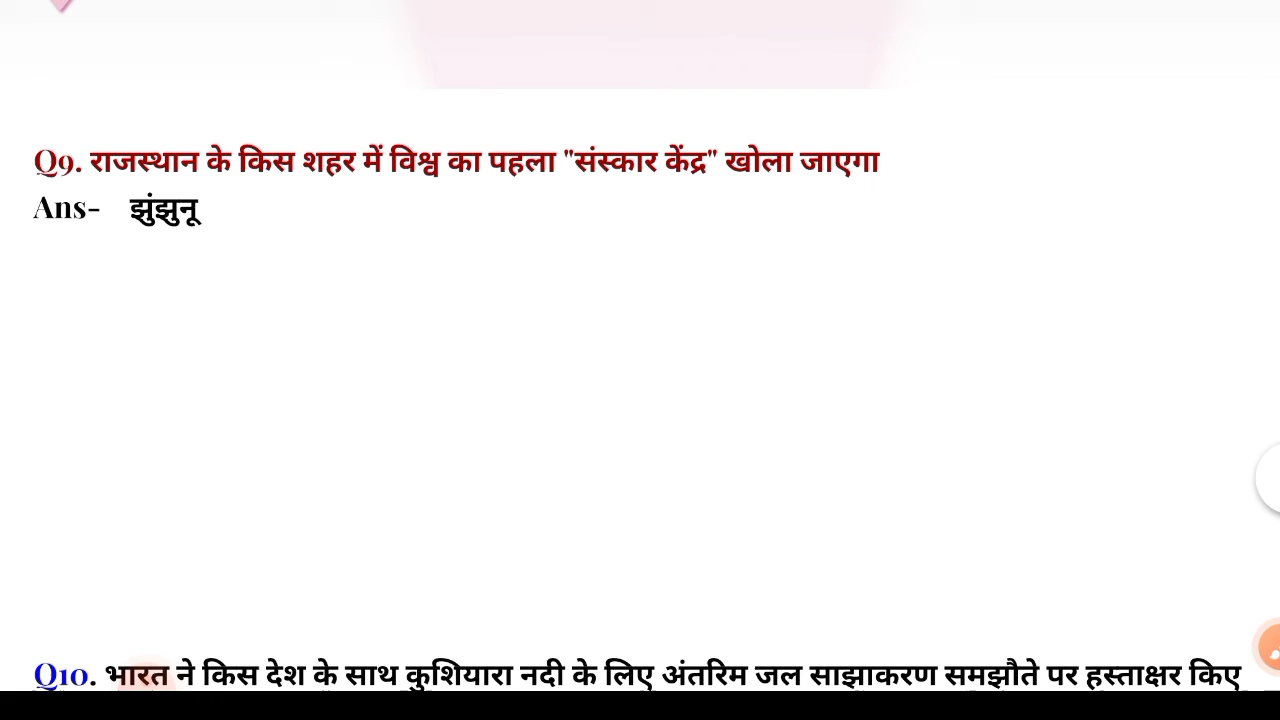 Q9. राजस्थान के किस शहर में विश्व का पहला "संस्कार केंद्र" खोला जाएगा
Ans- झुंझुनू
Q10. भारत ने किस देश के साथ कुशियारा नदी के लिए अंतरिम जल साझाकरण समझौते पर हस्ताक्षर किए